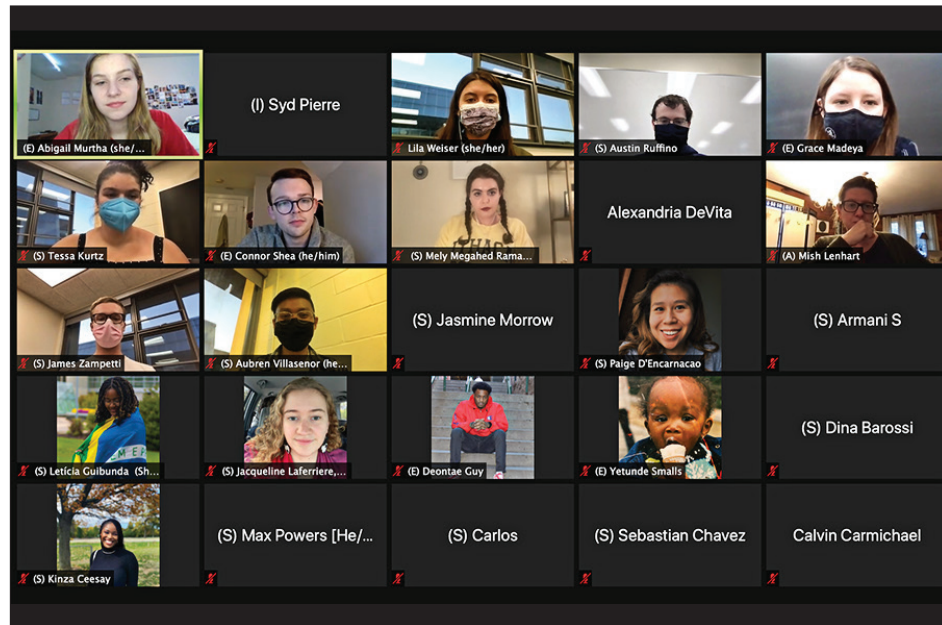 (E) Abigail Murtha (she/...
(I) Syd Pierre
Lila Weiser (she/her)
(S) Austin Ruffino
(E) Grace Madeya
(S) Tessa Kurtz
(E) Connor Shea (he/him)
(S) Mely Megahed Rama...
Alexandria DeVita
(A) Mish Lenhart
(S) James Zampetti
(S) Aubren Villasenor (he...
(S) Jasmine Morrow
(S) Paige D'Encarnacao
(S) Armani S
(S) Letícia Guibunda (Sh...
(S) Jacqueline Laferriere,...
(E) Deontae Guy
(E) Yetunde Smalls
(S) Dina Barossi
(S) Kinza Ceesay
(S) Max Powers [He/...
(S) Carlos
(S) Sebastian Chavez
Calvin Carmichael